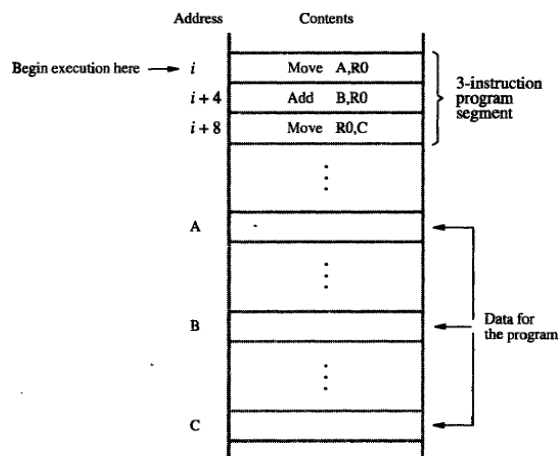 Address Contents
Begin execution here i Move A,R0
i + 4 Add B,R0
i + 8 Move R0,C
3-instruction
program
segment
A
B
Data for
the program
C